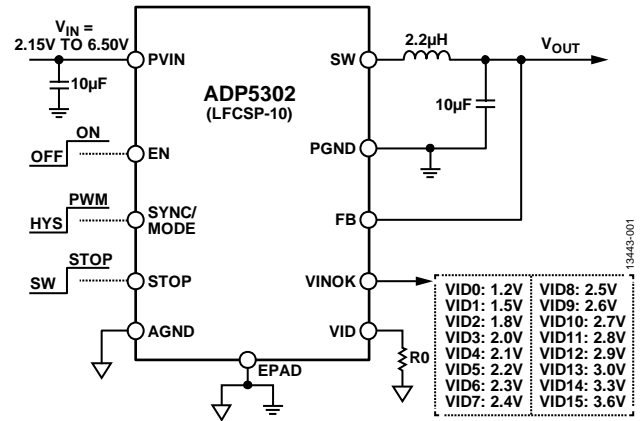 VIN =
2.15V TO 6.50V
10µF
PVIN
ON
OFF
EN
PWM
HYS
SYNC/
MODE
STOP
SW
STOP
AGND
ADP5302
(LFCSP-10)
EPAD
SW
2.2µH
VOUT
10µF
PGND
FB
VINOK
VID
R0
VID0: 1.2V
VID1: 1.5V
VID2: 1.8V
VID3: 2.0V
VID4: 2.1V
VID5: 2.2V
VID6: 2.3V
VID7: 2.4V
VID8: 2.5V
VID9: 2.6V
VID10: 2.7V
VID11: 2.8V
VID12: 2.9V
VID13: 3.0V
VID14: 3.3V
VID15: 3.6V
13443-001